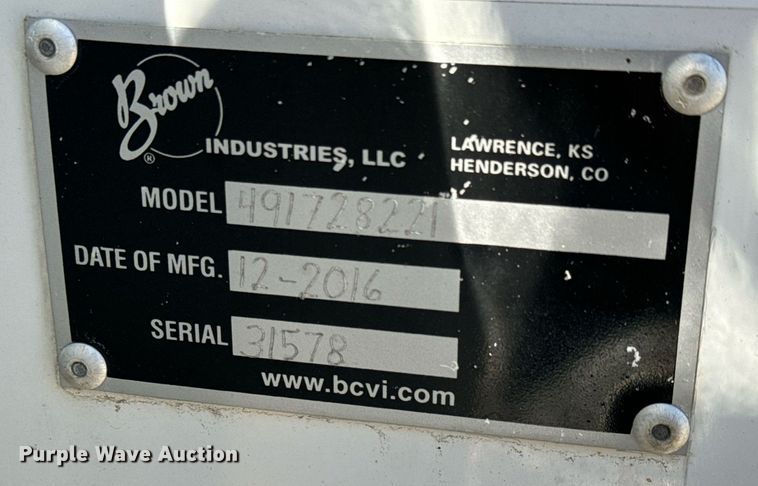 Brown
®
INDUSTRIES, LLC
LAWRENCE, KS
HENDERSON, CO
MODEL 491728221
DATE OF MFG. 12-2016
SERIAL 31578
www.bcvi.com
Purple Wave Auction